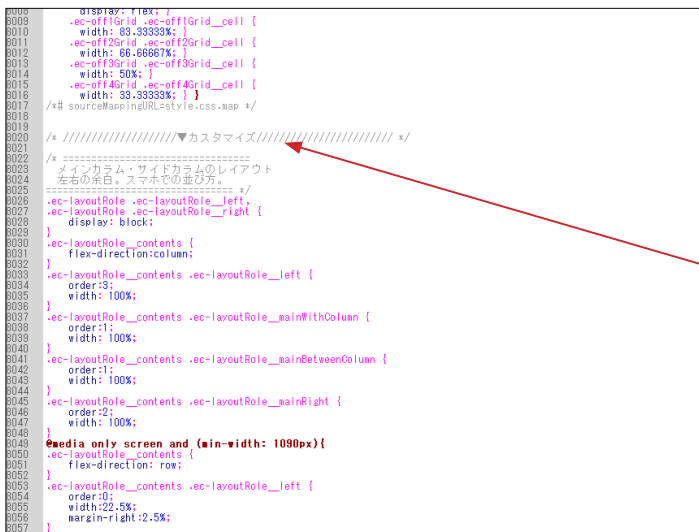 8008 display: flex; }
8009 .ec-off1Grid .ec-off1Grid__cell {
8010 width: 83.33333%; }
8011 .ec-off2Grid .ec-off2Grid__cell {
8012 width: 66.66667%; }
8013 .ec-off3Grid .ec-off3Grid__cell {
8014 width: 50%; }
8015 .ec-off4Grid .ec-off4Grid__cell {
8016 width: 33.33333%; } }
8017 /*# sourceMappingURL=style.css.map */
8018
8019
8020 /* ////////////////////▼カスタマイズ//////////////////////// */
8021
8022 /* ================================
8023 メインカラム・サイドカラムのレイアウト
8024 左右の余白。スマホでの並び方。
8025 ================================ */
8026 .ec-layoutRole .ec-layoutRole__left,
8027 .ec-layoutRole .ec-layoutRole__right {
8028 display: block;
8029 }
8030 .ec-layoutRole__contents {
8031 flex-direction:column;
8032 }
8033 .ec-layoutRole__contents .ec-layoutRole__left {
8034 order:3;
8035 width: 100%;
8036 }
8037 .ec-layoutRole__contents .ec-layoutRole__mainWithColumn {
8038 order:1;
8039 width: 100%;
8040 }
8041 .ec-layoutRole__contents .ec-layoutRole__mainBetweenColumn {
8042 order:1;
8043 width: 100%;
8044 }
8045 .ec-layoutRole__contents .ec-layoutRole__mainRight {
8046 order:2;
8047 width: 100%;
8048 }
8049 @media only screen and (min-width: 1090px){
8050 .ec-layoutRole__contents {
8051 flex-direction: row;
8052 }
8053 .ec-layoutRole__contents .ec-layoutRole__left {
8054 order:0;
8055 width:22.5%;
8056 margin-right:2.5%;
8057 }